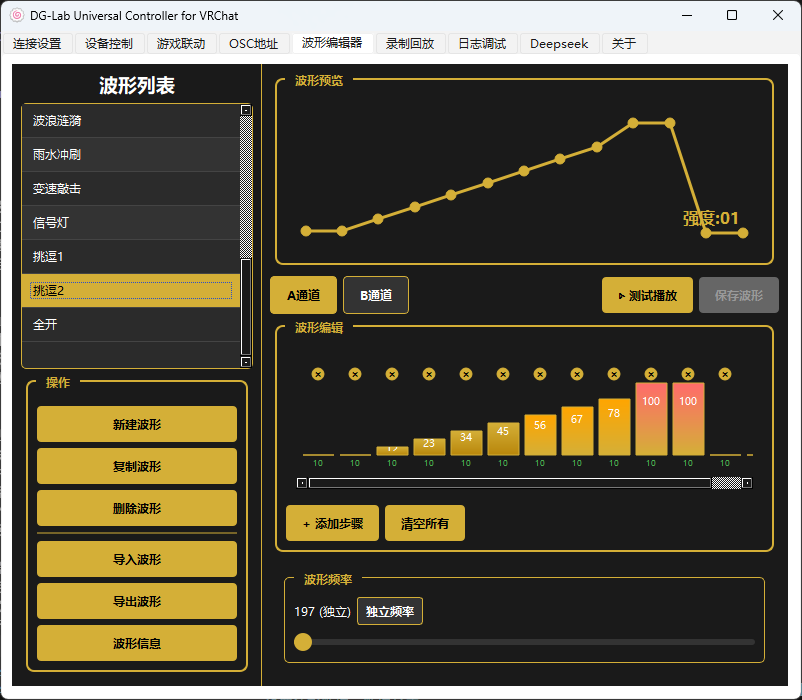 DG-Lab Universal Controller for VRChat
连接设置 设备控制 游戏联动 OSC地址 波形编辑器 录制回放 日志调试 Deepseek 关于
波形列表
波浪涟漪
雨水冲刷
变速敲击
信号灯
挑逗1
挑逗2
全开
操作
新建波形
复制波形
删除波形
导入波形
导出波形
波形信息
波形预览
强度:01
A通道 B通道 测试播放 保存波形
波形编辑
23 34 45 56 67 78 100 100
10 10 10 10 10 10 10 10 10 10 10 10
+ 添加步骤 清空所有
波形频率
197 (独立) 独立频率